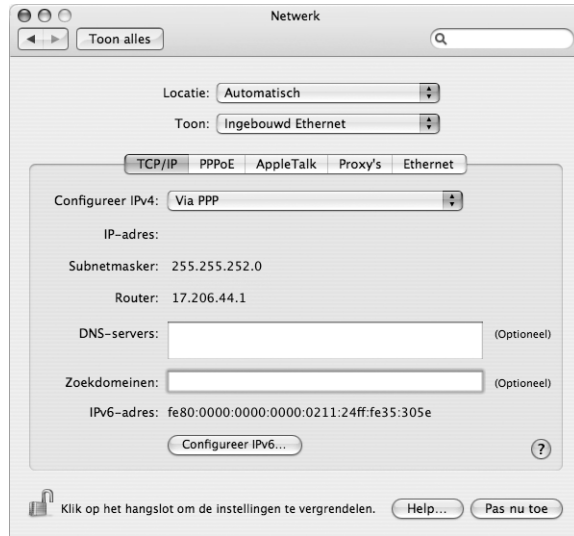 Netwerk
Toon alles
Locatie: Automatisch
Toon: Ingebouwd Ethernet
TCP/IP PPPoE AppleTalk Proxy's Ethernet
Configureer IPv4: Via PPP
IP-adres:
Subnetmasker: 255.255.252.0
Router: 17.206.44.1
DNS-servers: (Optioneel)
Zoekdomeinen: (Optioneel)
IPv6-adres: fe80:0000:0000:0000:0211:24ff:fe35:305e
Configureer IPv6... ?
Klik op het hangslot om de instellingen te vergrendelen. Help... Pas nu toe